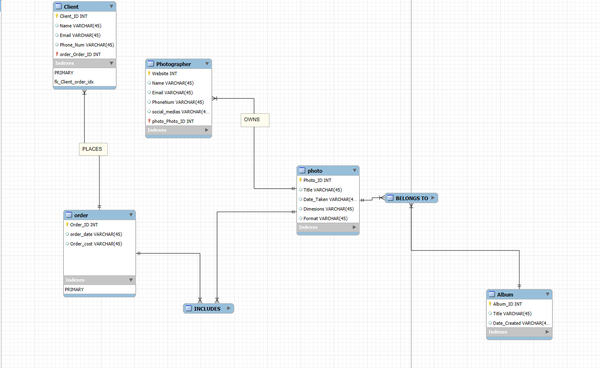 Client
Client_ID INT
Name VARCHAR(45)
Email VARCHAR(45)
Phone_Num VARCHAR(45)
order_Order_ID INT
Indexes
PRIMARY
fk_Client_order_idx
Photographer
Website INT
Name VARCHAR(45)
Email VARCHAR(45)
PhoneNum VARCHAR(45)
social_medias VARCHAR(4...
photo_Photo_ID INT
Indexes
OWNS
PLACES
photo
Photo_ID INT
Title VARCHAR(45)
Date_Taken VARCHAR(4...
Dimesions VARCHAR(45)
Format VARCHAR(45)
Indexes
BELONGS TO
order
Order_ID INT
order_date VARCHAR(45)
Order_cost VARCHAR(45)
Indexes
PRIMARY
INCLUDES
Album
Album_ID INT
Title VARCHAR(45)
Date_Created VARCHAR(4...
Indexes